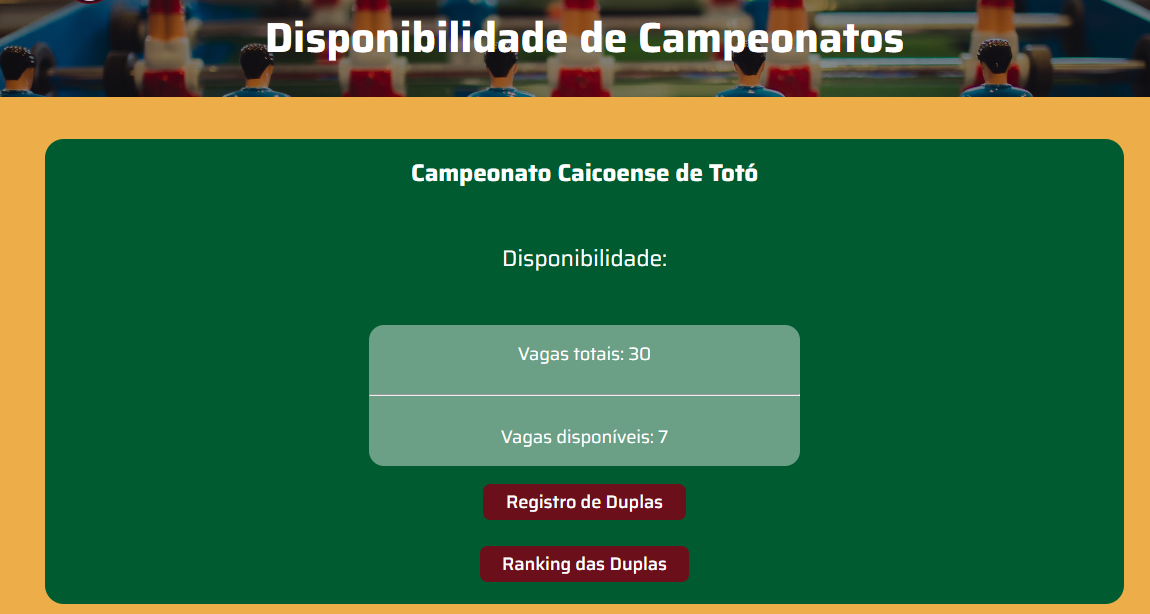 Disponibilidade de Campeonatos
Campeonato Caicoense de Totó
Disponibilidade:
Vagas totais: 30
Vagas disponíveis: 7
Registro de Duplas
Ranking das Duplas